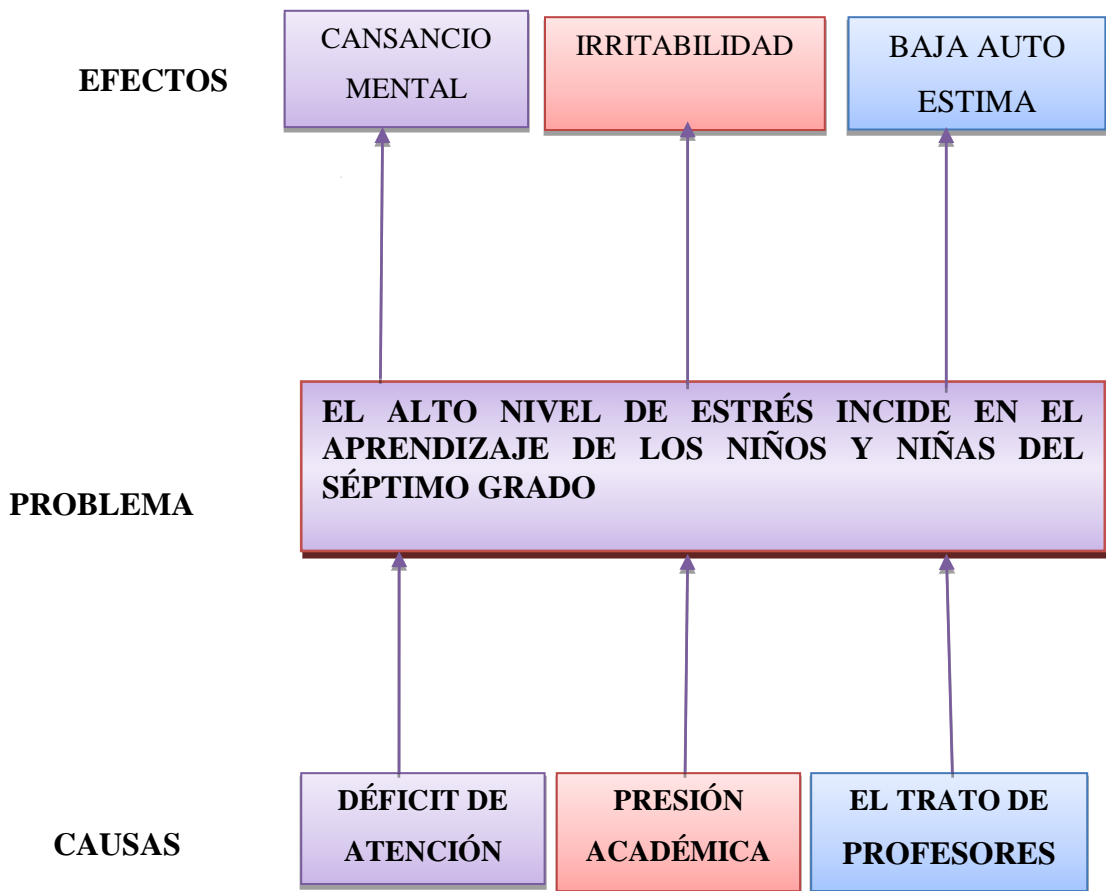 EFECTOS
CANSANCIO
MENTAL
IRRITABILIDAD
BAJA AUTO
ESTIMA
PROBLEMA
EL ALTO NIVEL DE ESTRÉS INCIDE EN EL
APRENDIZAJE DE LOS NIÑOS Y NIÑAS DEL
SÉPTIMO GRADO
CAUSAS
DÉFICIT DE
ATENCIÓN
PRESIÓN
ACADÉMICA
EL TRATO DE
PROFESORES